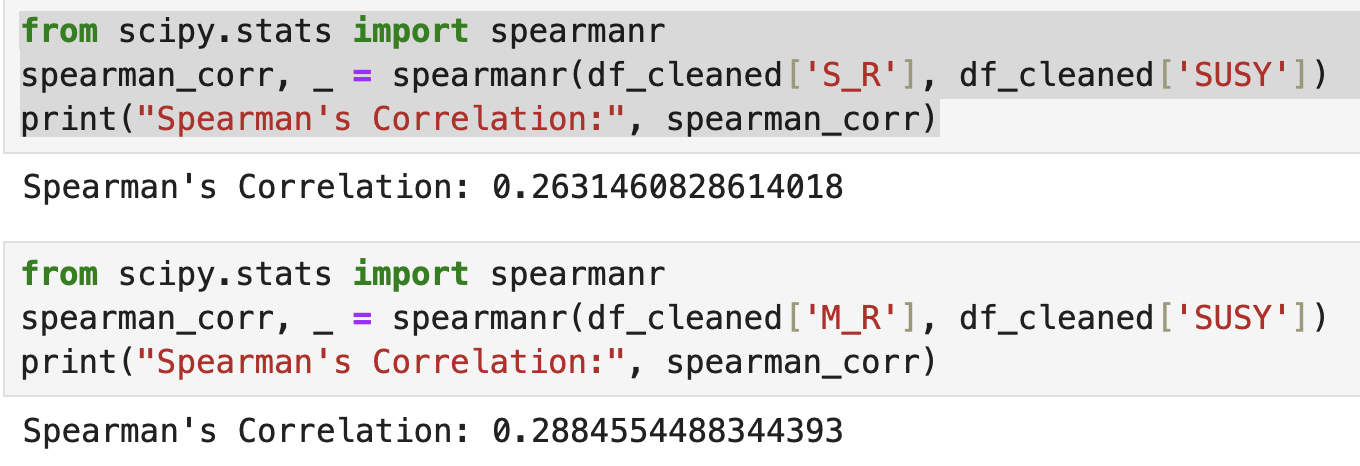 from scipy.stats import spearmanr
spearman_corr, _ = spearmanr(df_cleaned['S_R'], df_cleaned['SUSY'])
print("Spearman's Correlation:", spearman_corr)
Spearman's Correlation: 0.2631460828614018
from scipy.stats import spearmanr
spearman_corr, _ = spearmanr(df_cleaned['M_R'], df_cleaned['SUSY'])
print("Spearman's Correlation:", spearman_corr)
Spearman's Correlation: 0.2884554488344393